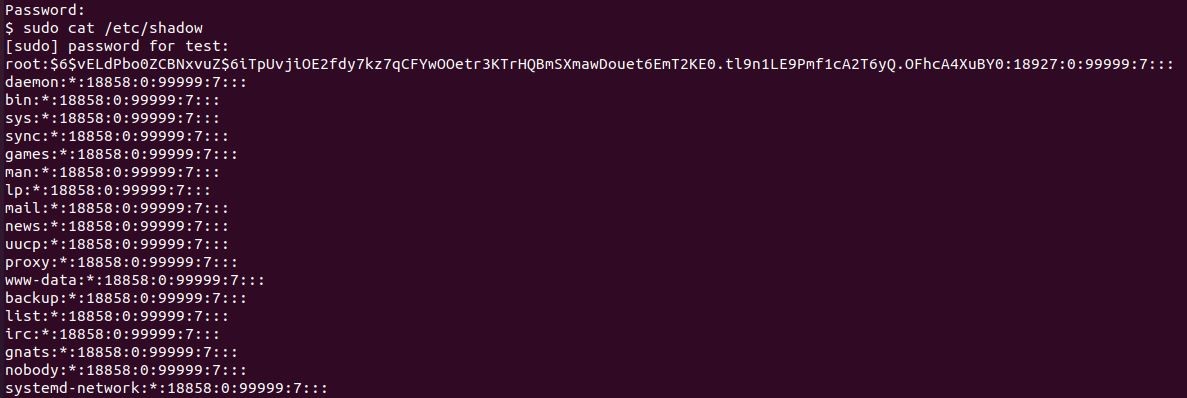 Password:
$ sudo cat /etc/shadow
[sudo] password for test:
root:$6$vELdPbo0ZCBNxvuZ$6iTpUvjiOE2fdy7kz7qCFYwOOetr3KTrHQBmSXmawDouet6EmT2KE0.tl9n1LE9Pmf1cA2T6yQ.OFhcA4XuBY0:18927:0:99999:7:::
daemon:*:18858:0:99999:7:::
bin:*:18858:0:99999:7:::
sys:*:18858:0:99999:7:::
sync:*:18858:0:99999:7:::
games:*:18858:0:99999:7:::
man:*:18858:0:99999:7:::
lp:*:18858:0:99999:7:::
mail:*:18858:0:99999:7:::
news:*:18858:0:99999:7:::
uucp:*:18858:0:99999:7:::
proxy:*:18858:0:99999:7:::
www-data:*:18858:0:99999:7:::
backup:*:18858:0:99999:7:::
list:*:18858:0:99999:7:::
irc:*:18858:0:99999:7:::
gnats:*:18858:0:99999:7:::
nobody:*:18858:0:99999:7:::
systemd-network:*:18858:0:99999:7:::